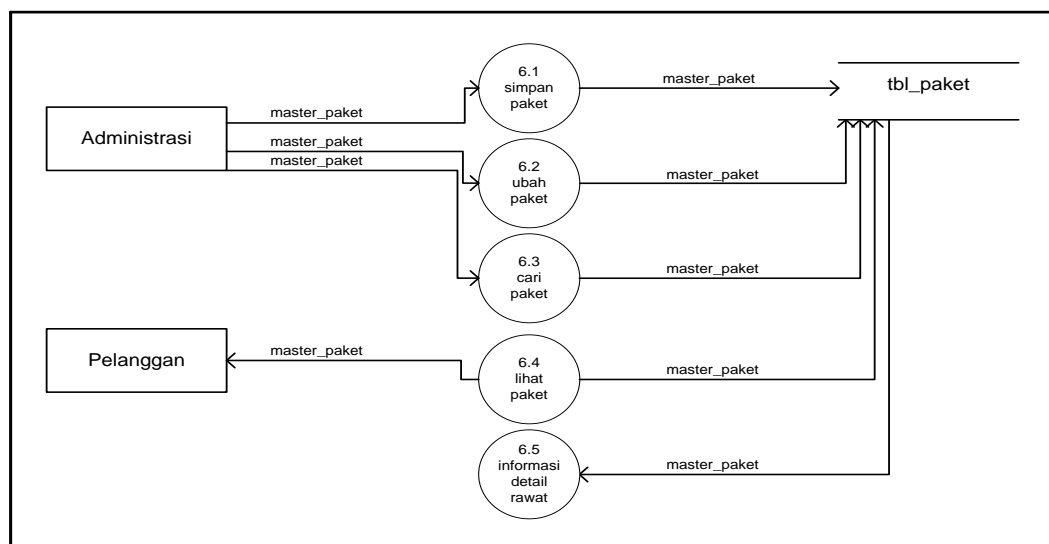 Administrasi
master_paket
master_paket
master_paket
6.1
simpan
paket
master_paket
tbl_paket
6.2
ubah
paket
master_paket
6.3
cari
paket
master_paket
Pelanggan
master_paket
6.4
lihat
paket
master_paket
6.5
informasi
detail
rawat
master_paket